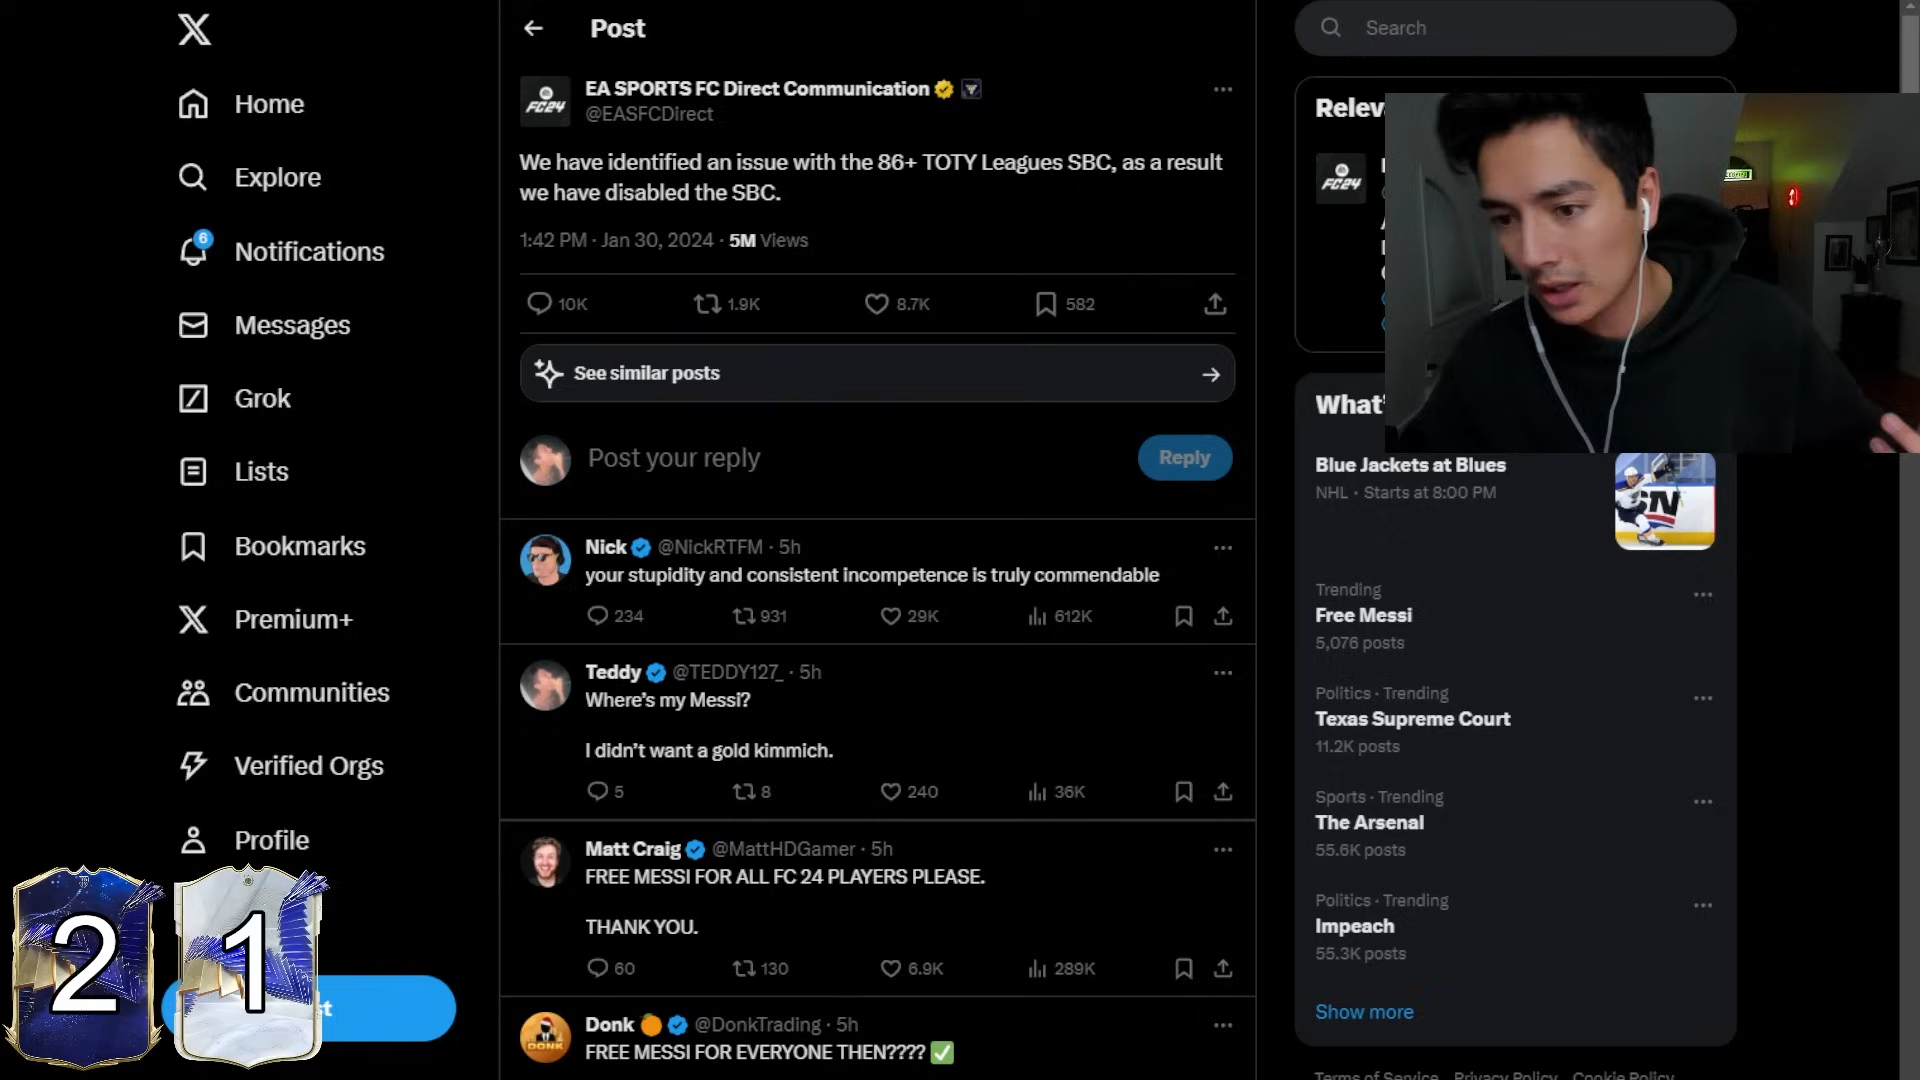 Post
Search
Home
Explore
6
Notifications
Messages
Grok
Lists
Bookmarks
Premium+
Communities
Verified Orgs
Profile
2
1
EA SPORTS FC Direct Communication
@EASFCDirect
FC24
We have identified an issue with the 86+ TOTY Leagues SBC, as a result
we have disabled the SBC.
1:42 PM · Jan 30, 2024 · 5M Views
10K 1.9K 8.7K 582
See similar posts
Post your reply
Reply
Nick @NickRTFM · 5h
your stupidity and consistent incompetence is truly commendable
234 931 29K 612K
Teddy @TEDDY127_ · 5h
Where's my Messi?
I didn't want a gold kimmich.
5 8 240 36K
Matt Craig @MattHDGamer · 5h
FREE MESSI FOR ALL FC 24 PLAYERS PLEASE.
THANK YOU.
60 130 6.9K 289K
Donk @DonkTrading · 5h
DONK
FREE MESSI FOR EVERYONE THEN????
Relev
FC24
What'
Blue Jackets at Blues
NHL · Starts at 8:00 PM
Trending
Free Messi
5,076 posts
Politics · Trending
Texas Supreme Court
11.2K posts
Sports · Trending
The Arsenal
55.6K posts
Politics · Trending
Impeach
55.3K posts
Show more
Terms of Service Privacy Policy Cookie Policy